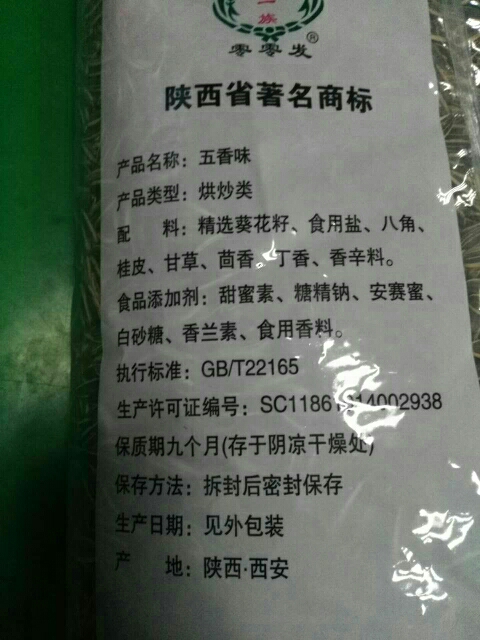 一族
零零发®
陕西省著名商标
产品名称：五香味
产品类型：烘炒类
配　　料：精选葵花籽、食用盐、八角、
桂皮、甘草、茴香、丁香、香辛料。
食品添加剂：甜蜜素、糖精钠、安赛蜜、
白砂糖、香兰素、食用香料。
执行标准：GB/T22165
生产许可证编号：
保质期九个月(存于阴凉干燥处)
保存方法：拆封后密封保存
生产日期：见外包装
产　　地：陕西·西安